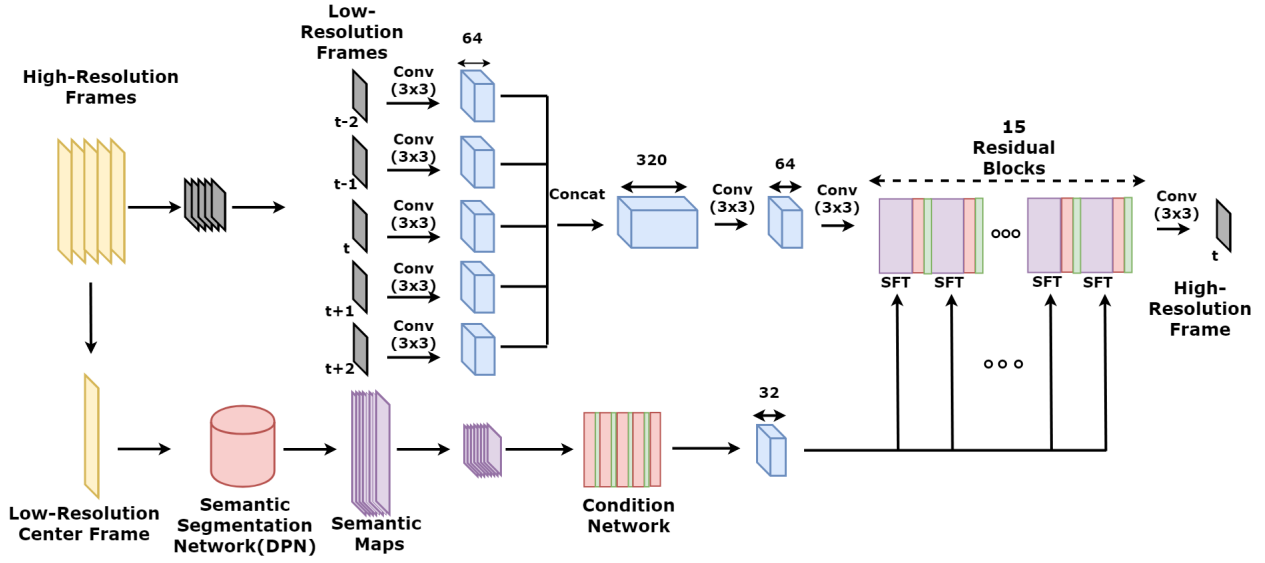 High-Resolution
Frames
Low-
Resolution
Frames
64
Conv
(3x3)
t-2
Conv
(3x3)
t-1
Conv
(3x3)
t
Conv
(3x3)
t+1
Conv
(3x3)
t+2
Concat
320
Conv
(3x3)
64
Conv
(3x3)
15
Residual
Blocks
SFT
SFT
SFT
SFT
Conv
(3x3)
t
High-
Resolution
Frame
Low-Resolution
Center Frame
Semantic
Segmentation
Network(DPN)
Semantic
Maps
Condition
Network
32